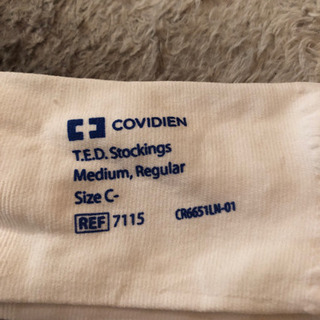 COVIDIEN
T.E.D. Stockings
Medium, Regular
Size C-
REF 7115 CR6651LN-01